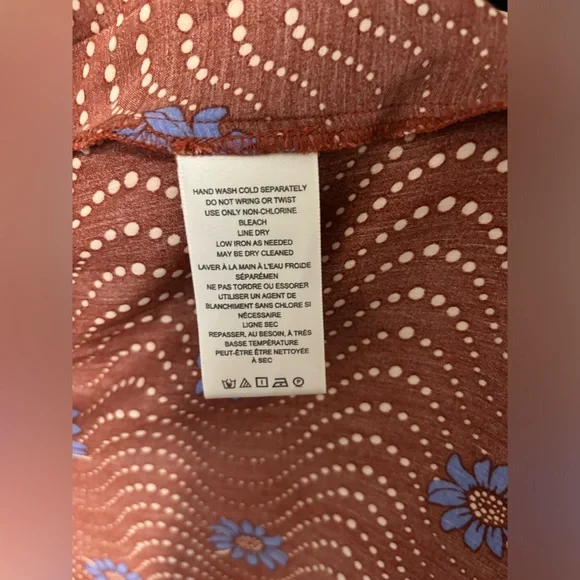 HAND WASH COLD SEPARATELY
DO NOT WRING OR TWIST
USE ONLY NON-CHLORINE
BLEACH
LINE DRY
LOW IRON AS NEEDED
MAY BE DRY CLEANED
LAVER À LA MAIN À L'EAU FROIDE
SÉPARÉMEN
NE PAS TORDRE OU ESSORER
UTILISER UN AGENT DE
BLANCHIMENT SANS CHLORE SI
NÉCESSAIRE
LIGNE SEC
REPASSER, AU BESOIN, À TRÈS
BASSE TEMPÉRATURE
PEUT-ÊTRE ÊTRE NETTOYÉE
À SEC